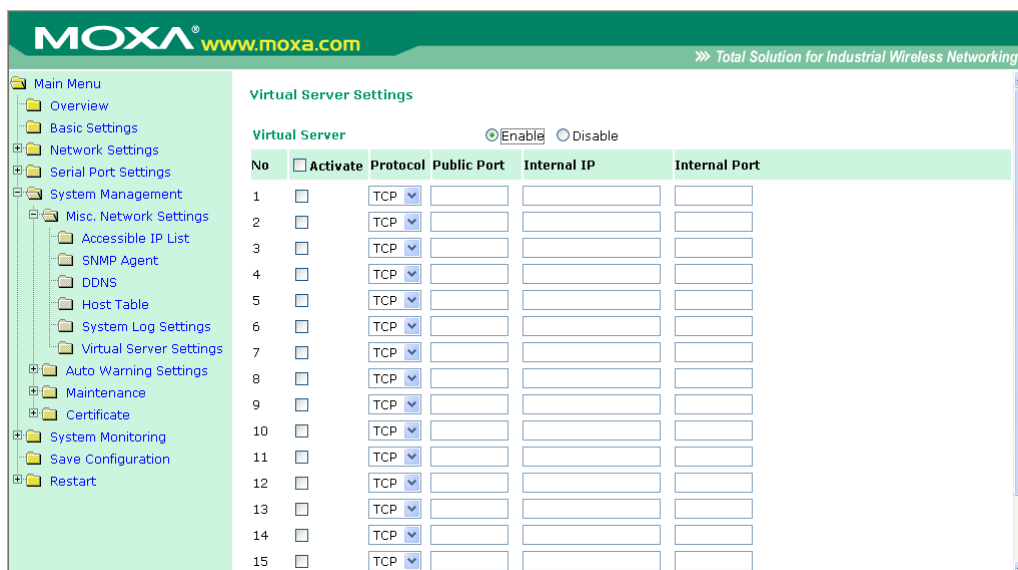 MOXA® www.moxa.com
Total Solution for Industrial Wireless Networking
Main Menu
Overview
Basic Settings
Network Settings
Serial Port Settings
System Management
Misc. Network Settings
Accessible IP List
SNMP Agent
DDNS
Host Table
System Log Settings
Virtual Server Settings
Auto Warning Settings
Maintenance
Certificate
System Monitoring
Save Configuration
Restart
Virtual Server Settings
Virtual Server Enable Disable
No Activate Protocol Public Port Internal IP Internal Port
1 TCP
2 TCP
3 TCP
4 TCP
5 TCP
6 TCP
7 TCP
8 TCP
9 TCP
10 TCP
11 TCP
12 TCP
13 TCP
14 TCP
15 TCP